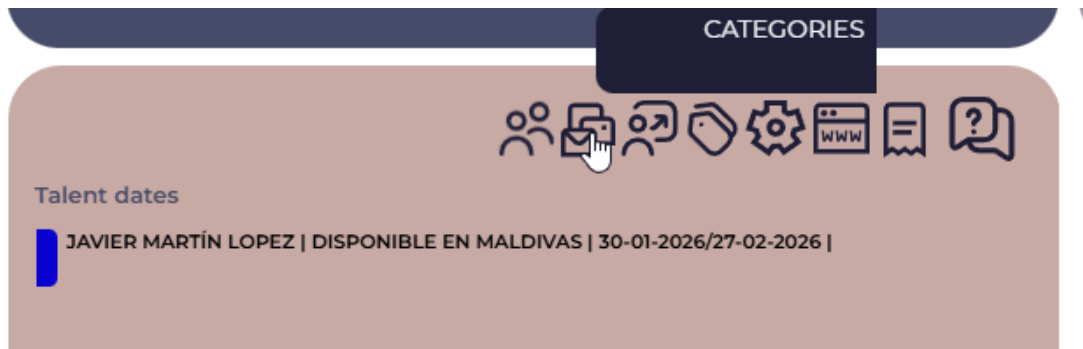 CATEGORIES
WWW
?
Talent dates
JAVIER MARTÍN LOPEZ | DISPONIBLE EN MALDIVAS | 30-01-2026/27-02-2026 |